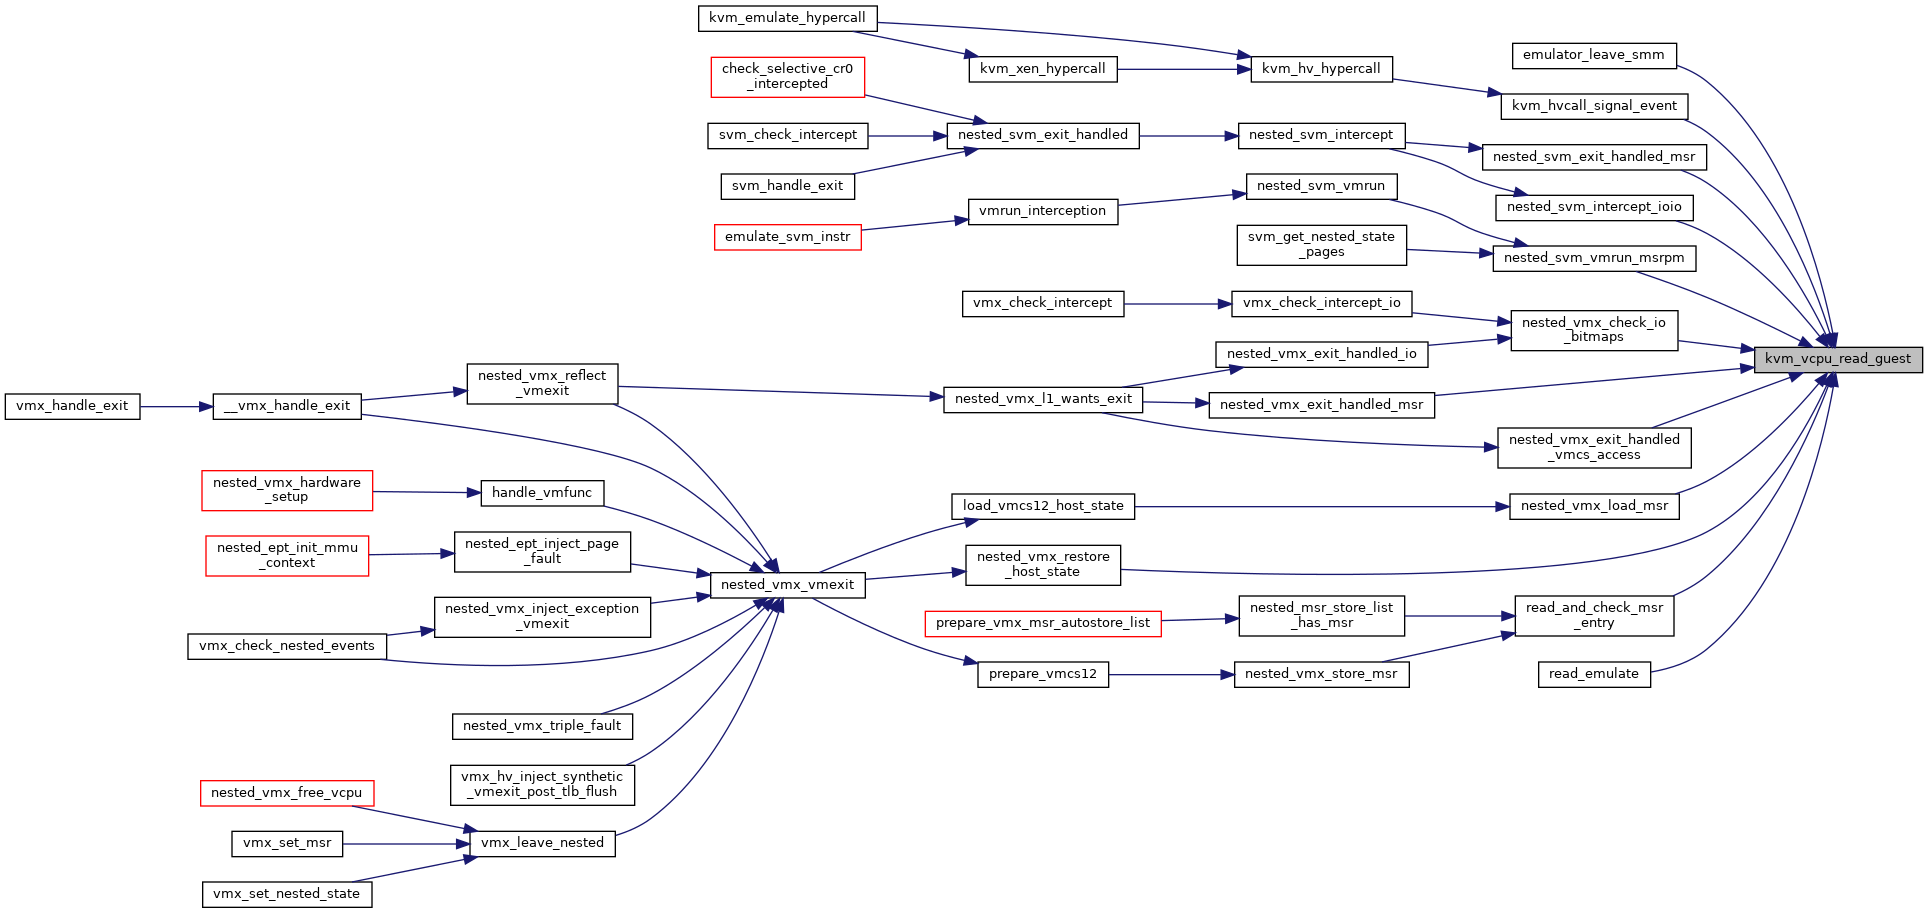 kvm_emulate_hypercall
emulator_leave_smm
check_selective_cr0
_intercepted
kvm_xen_hypercall
kvm_hv_hypercall
kvm_hvcall_signal_event
svm_check_intercept
nested_svm_exit_handled
nested_svm_intercept
nested_svm_exit_handled_msr
svm_handle_exit
nested_svm_vmrun
nested_svm_intercept_ioio
vmrun_interception
emulate_svm_instr
svm_get_nested_state
_pages
nested_svm_vmrun_msrpm
vmx_check_intercept
vmx_check_intercept_io
nested_vmx_check_io
_bitmaps
nested_vmx_exit_handled_io
kvm_vcpu_read_guest
nested_vmx_reflect
_vmexit
vmx_handle_exit
__vmx_handle_exit
nested_vmx_l1_wants_exit
nested_vmx_exit_handled_msr
nested_vmx_exit_handled
_vmcs_access
nested_vmx_hardware
_setup
handle_vmfunc
load_vmcs12_host_state
nested_vmx_load_msr
nested_ept_init_mmu
_context
nested_ept_inject_page
_fault
nested_vmx_restore
_host_state
nested_vmx_vmexit
nested_vmx_inject_exception
_vmexit
prepare_vmx_msr_autostore_list
nested_msr_store_list
_has_msr
read_and_check_msr
_entry
vmx_check_nested_events
prepare_vmcs12
nested_vmx_store_msr
read_emulate
nested_vmx_triple_fault
vmx_hv_inject_synthetic
_vmexit_post_tlb_flush
nested_vmx_free_vcpu
vmx_set_msr
vmx_leave_nested
vmx_set_nested_state